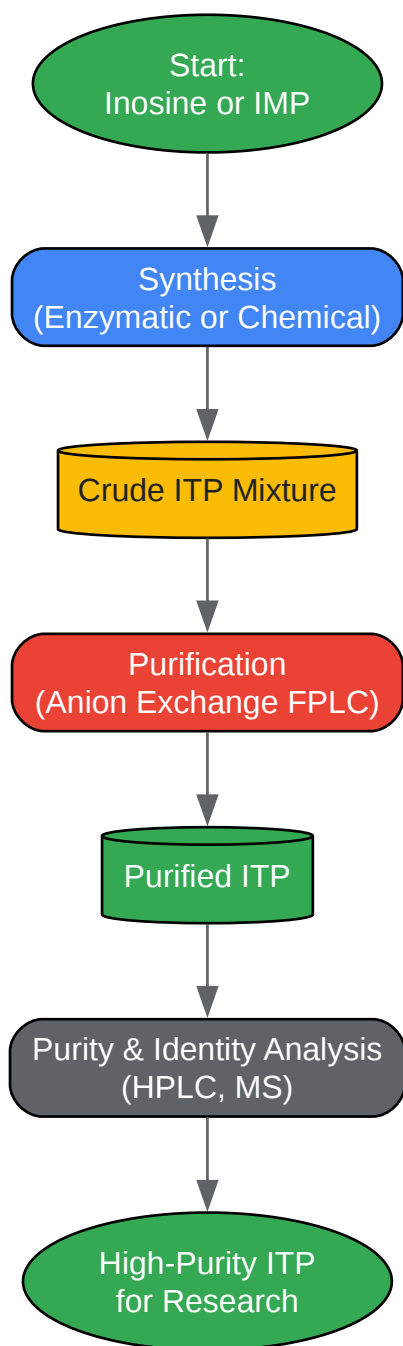 Start:
Inosine or IMP
Synthesis
(Enzymatic or Chemical)
Crude ITP Mixture
Purification
(Anion Exchange FPLC)
Purified ITP
Purity & Identity Analysis
(HPLC, MS)
High-Purity ITP
for Research